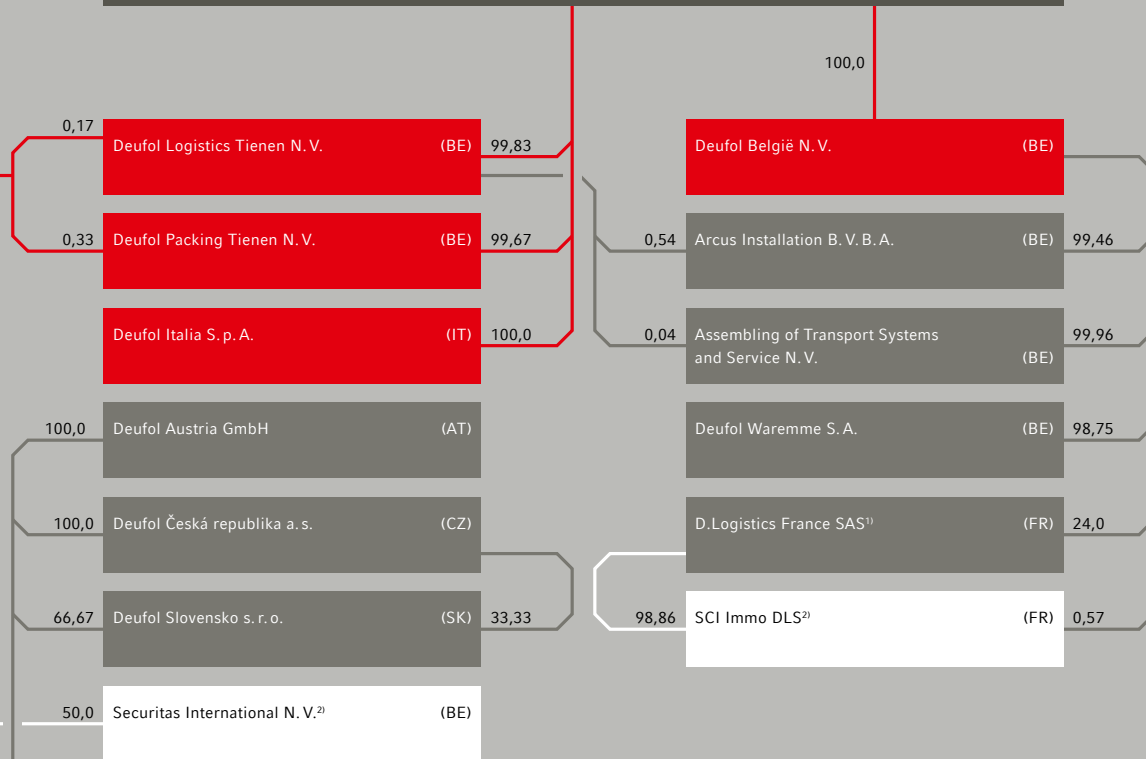 100,0
0,17
Deufol Logistics Tienen N. V. (BE) 99,83
Deufol België N. V. (BE)
0,33 Deufol Packing Tienen N. V. (BE) 99,67
0,54 Arcus Installation B. V. B. A. (BE) 99,46
Deufol Italia S. p. A. (IT) 100,0
0,04 Assembling of Transport Systems 99,96
and Service N. V. (BE)
100,0 Deufol Austria GmbH (AT)
Deufol Waremme S. A. (BE) 98,75
100,0 Deufol Česká republika a. s. (CZ)
D.Logistics France SAS¹⁾ (FR) 24,0
66,67 Deufol Slovensko s. r. o. (SK) 33,33
98,86 SCI Immo DLS²⁾ (FR) 0,57
50,0 Securitas International N. V.²⁾ (BE)